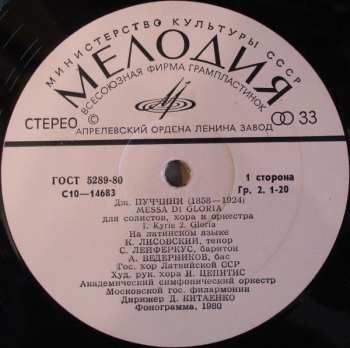 МИНИСТЕРСТВО КУЛЬТУРЫ СССР
МЕЛОДИЯ
ВСЕСОЮЗНАЯ ФИРМА ГРАМПЛАСТИНОК
СТЕРЕО
33
АПРЕЛЕВСКИЙ ОРДЕНА ЛЕНИНА ЗАВОД
ГОСТ 5289-80
1 сторона
С10—14683
Гр. 2. 1-20
Дж. ПУЧЧИНИ (1858—1924)
MESSA DI GLORIA
для солистов, хора и оркестра
1. Kyrie 2. Gloria
На латинском языке
К. ЛИСОВСКИЙ, тенор
С. ЛЕЙФЕРКУС, баритон
А. ВЕДЕРНИКОВ, бас
Гос. хор Латвийской ССР
Худ. рук. хора И. ЦЕПИТИС
Академический симфонический оркестр
Московской гос. филармонии
Дирижер Д. КИТАЕНКО
Фонограмма, 1980